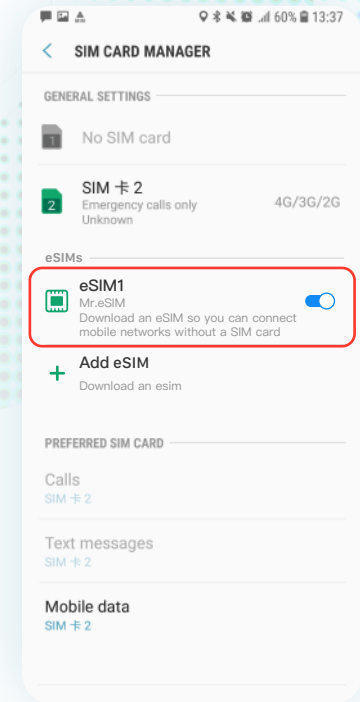 60% 13:37
SIM CARD MANAGER
GENERAL SETTINGS
1
No SIM card
SIM 卡 2
2
Emergency calls only
4G/3G/2G
Unknown
eSIMs
eSIM1
Mr.eSIM
Download an eSIM so you can connect
mobile networks without a SIM card
Add eSIM
Download an esim
PREFERRED SIM CARD
Calls
SIM 卡 2
Text messages
SIM 卡 2
Mobile data
SIM 卡 2